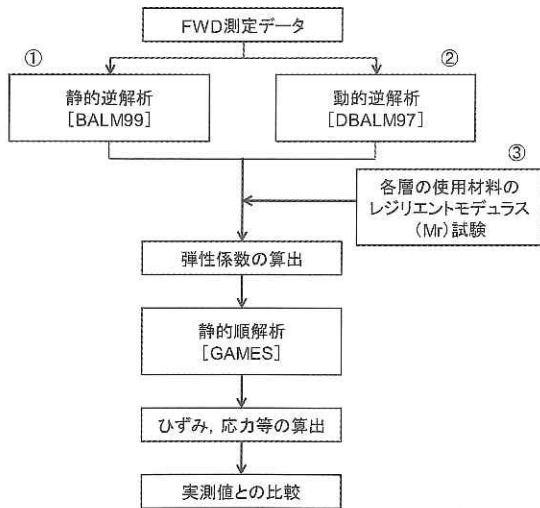 FWD測定データ
①
静的逆解析
[BALM99]
②
動的逆解析
[DBALM97]
③
各層の使用材料の
レジリエントモデュラス
(Mr)試験
弾性係数の算出
静的順解析
[GAMES]
ひずみ，応力等の算出
実測値との比較